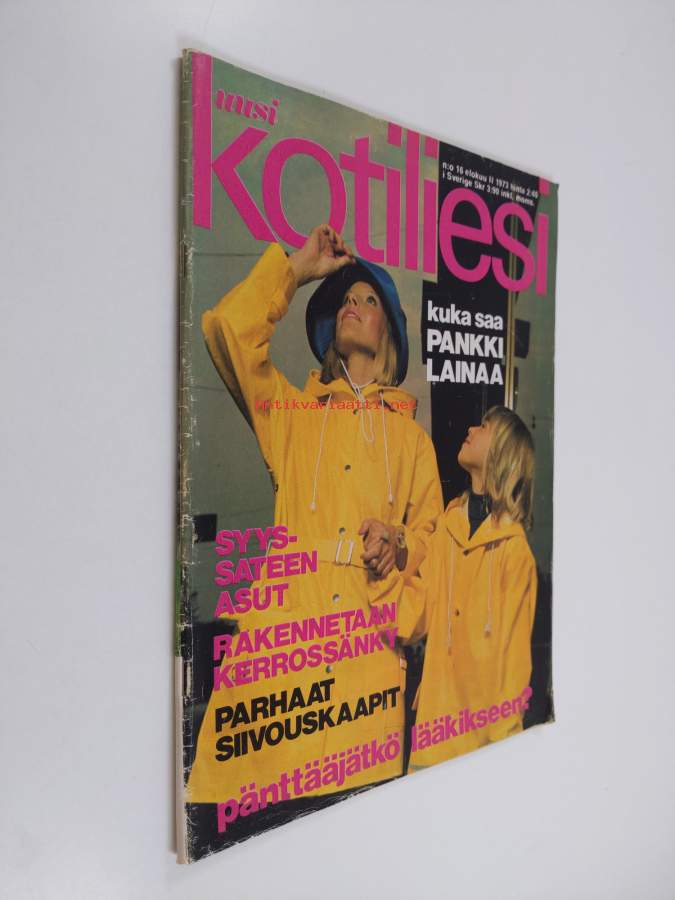 uusi
kotiliesi
n:o 16 elokuu II 1973 hinta 2:40
i Sverige Skr 3:90 inkl. moms.
kuka saa
PANKKI
LAINAA
antikvariaatti.net
SYYS-
SATEEN
ASUT
RAKENNETAAN
KERROSSÄNKY
PARHAAT
SIIVOUSKAAPIT
pänttääjätkö lääkikseen?